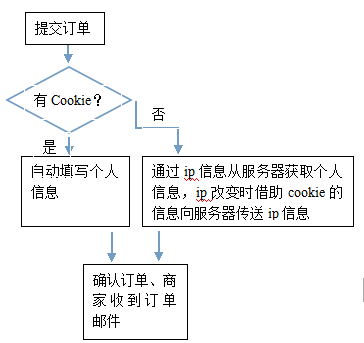 提交订单
有 Cookie？
否
是
自动填写个人
信息
通过 ip 信息从服务器获取个人
信息，ip 改变时借助 cookie 的
信息向服务器传送 ip 信息
确认订单、商
家收到订单
邮件